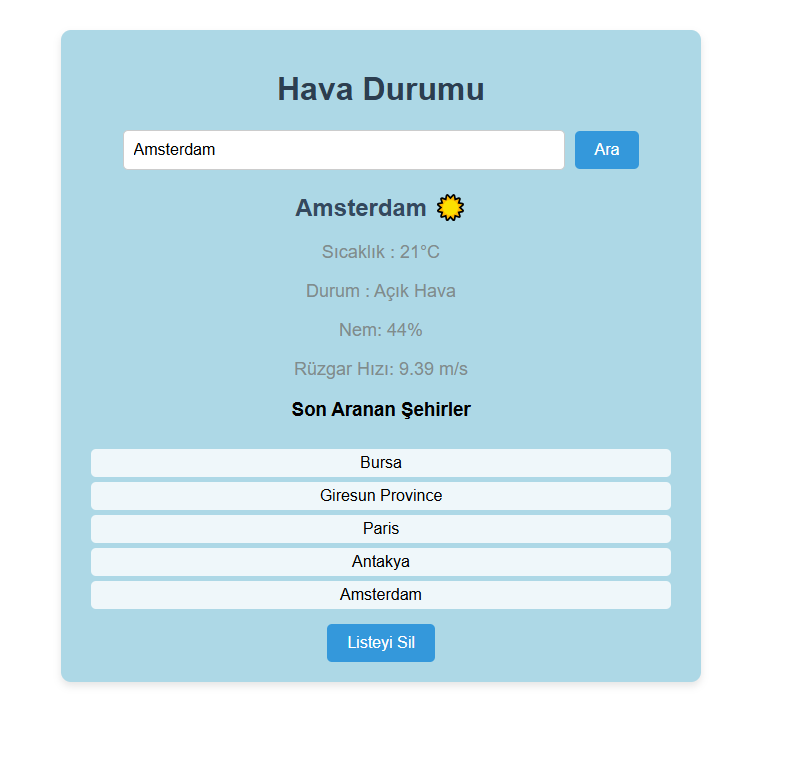 Hava Durumu
Amsterdam
Ara
Amsterdam
Sıcaklık : 21°C
Durum : Açık Hava
Nem: 44%
Rüzgar Hızı: 9.39 m/s
Son Aranan Şehirler
Bursa
Giresun Province
Paris
Antakya
Amsterdam
Listeyi Sil